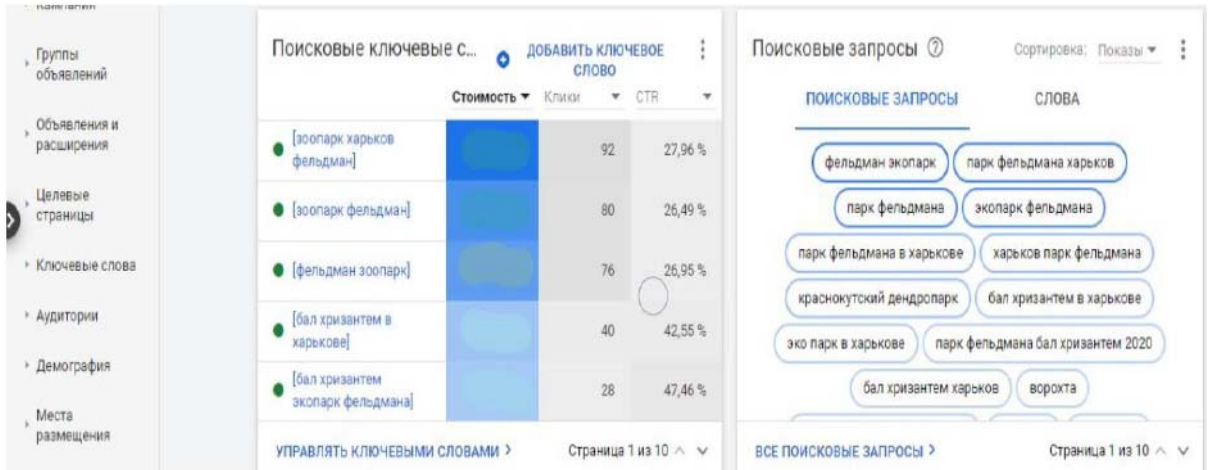 Кампании
Группы
объявлений
Объявления и
расширения
Целевые
страницы
Ключевые слова
Аудитории
Демография
Места
размещения
Поисковые ключевые с...
ДОБАВИТЬ КЛЮЧЕВОЕ
СЛОВО
Стоимость Клики CTR
[зоопарк харьков
фельдман] 92 27,96 %
[зоопарк фельдман] 80 26,49 %
[фельдман зоопарк] 76 26,95 %
[бал хризантем в
харькове] 40 42,55 %
[бал хризантем
экопарк фельдмана] 28 47,46 %
УПРАВЛЯТЬ КЛЮЧЕВЫМИ СЛОВАМИ > Страница 1 из 10
Поисковые запросы ? Сортировка: Показы
ПОИСКОВЫЕ ЗАПРОСЫ СЛОВА
фельдман экопарк парк фельдмана харьков
парк фельдмана экопарк фельдмана
парк фельдмана в харькове харьков парк фельдмана
краснокутский дендропарк бал хризантем в харькове
эко парк в харькове парк фельдмана бал хризантем 2020
бал хризантем харьков ворохта
ВСЕ ПОИСКОВЫЕ ЗАПРОСЫ > Страница 1 из 10